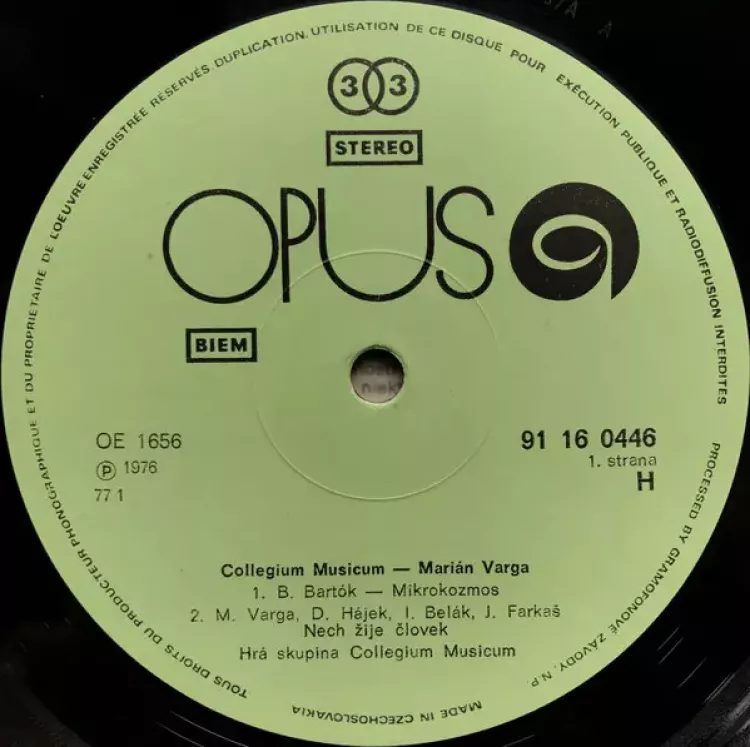 TOUS DROITS DU PRODUCTEUR PHONOGRAPHIQUE ET DU PROPRIETAIRE DE LOEUVRE ENREGISTRÉE RÉSERVÉS DUPLICATION, UTILISATION DE CE DISQUE POUR EXÉCUTION PUBLIQUE ET RADIODIFFUSION INTERDITES
33
STEREO
OPUS
BIEM
OE 1656
℗ 1976
77 1
91 16 0446
1. strana
H
Collegium Musicum — Marián Varga
1. B. Bartók — Mikrokozmos
2. M. Varga, D. Hájek, I. Belák, J. Farkaš
Nech žije človek
Hrá skupina Collegium Musicum
PROCESSED BY GRAMOFONOVÉ ZÁVODY, N.P.
MADE IN CZECHOSLOVAKIA